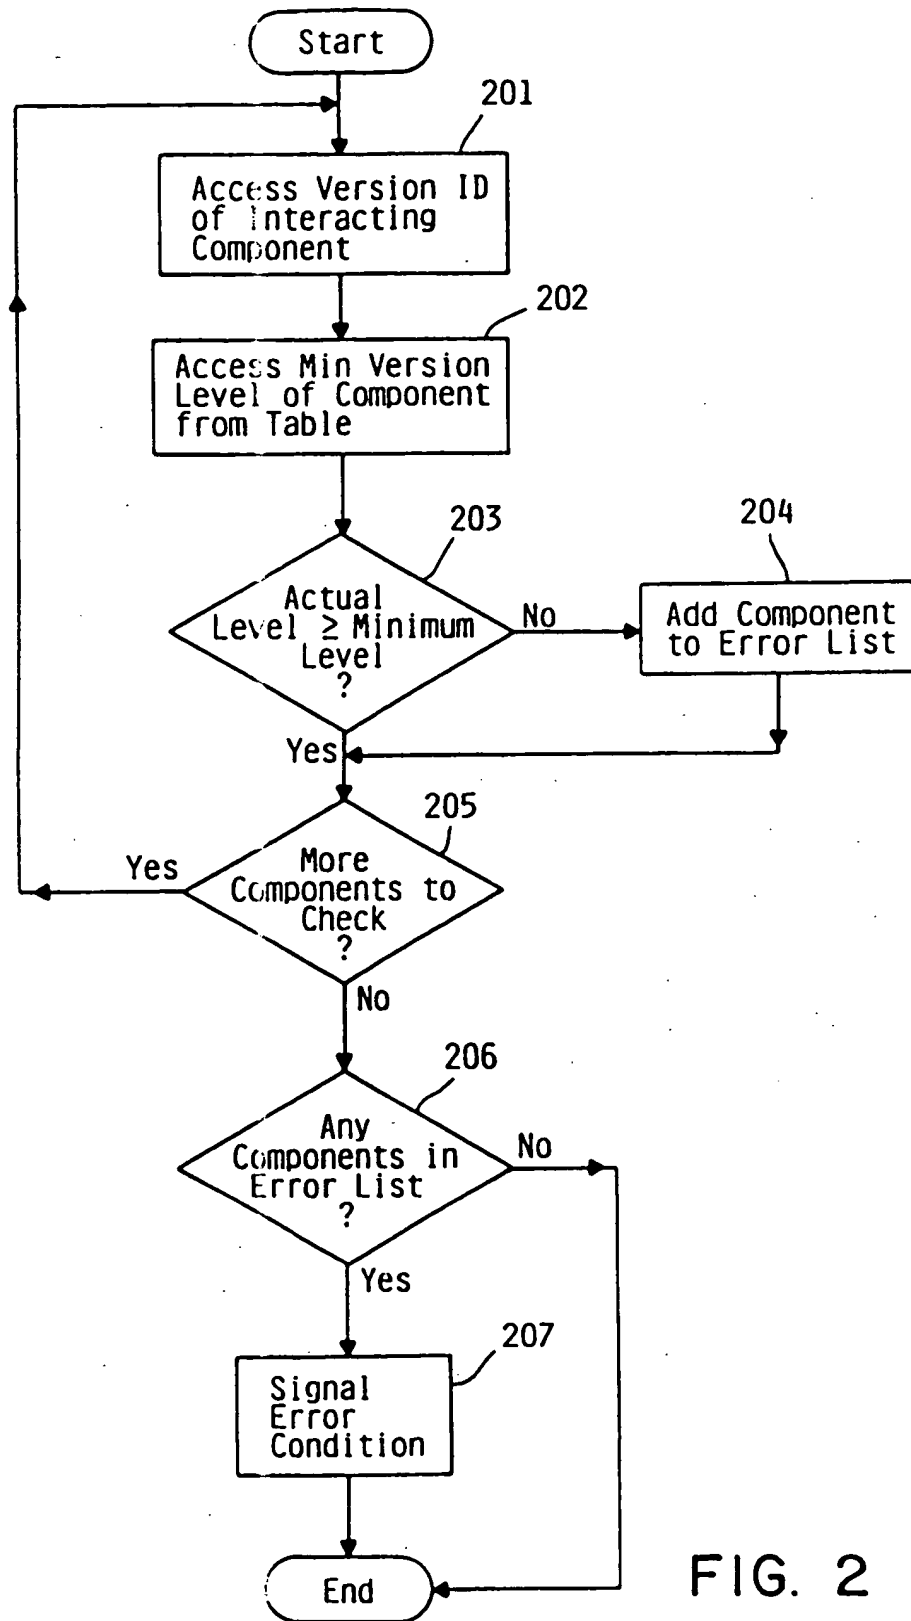 Start
201
Access Version ID
of Interacting
Component
202
Access Min Version
Level of Component
from Table
203
Actual
Level ≥ Minimum
Level
?
No
204
Add Component
to Error List
Yes
205
More
Components to
Check
?
Yes
No
206
Any
Components in
Error List
?
No
Yes
207
Signal
Error
Condition
End
FIG. 2